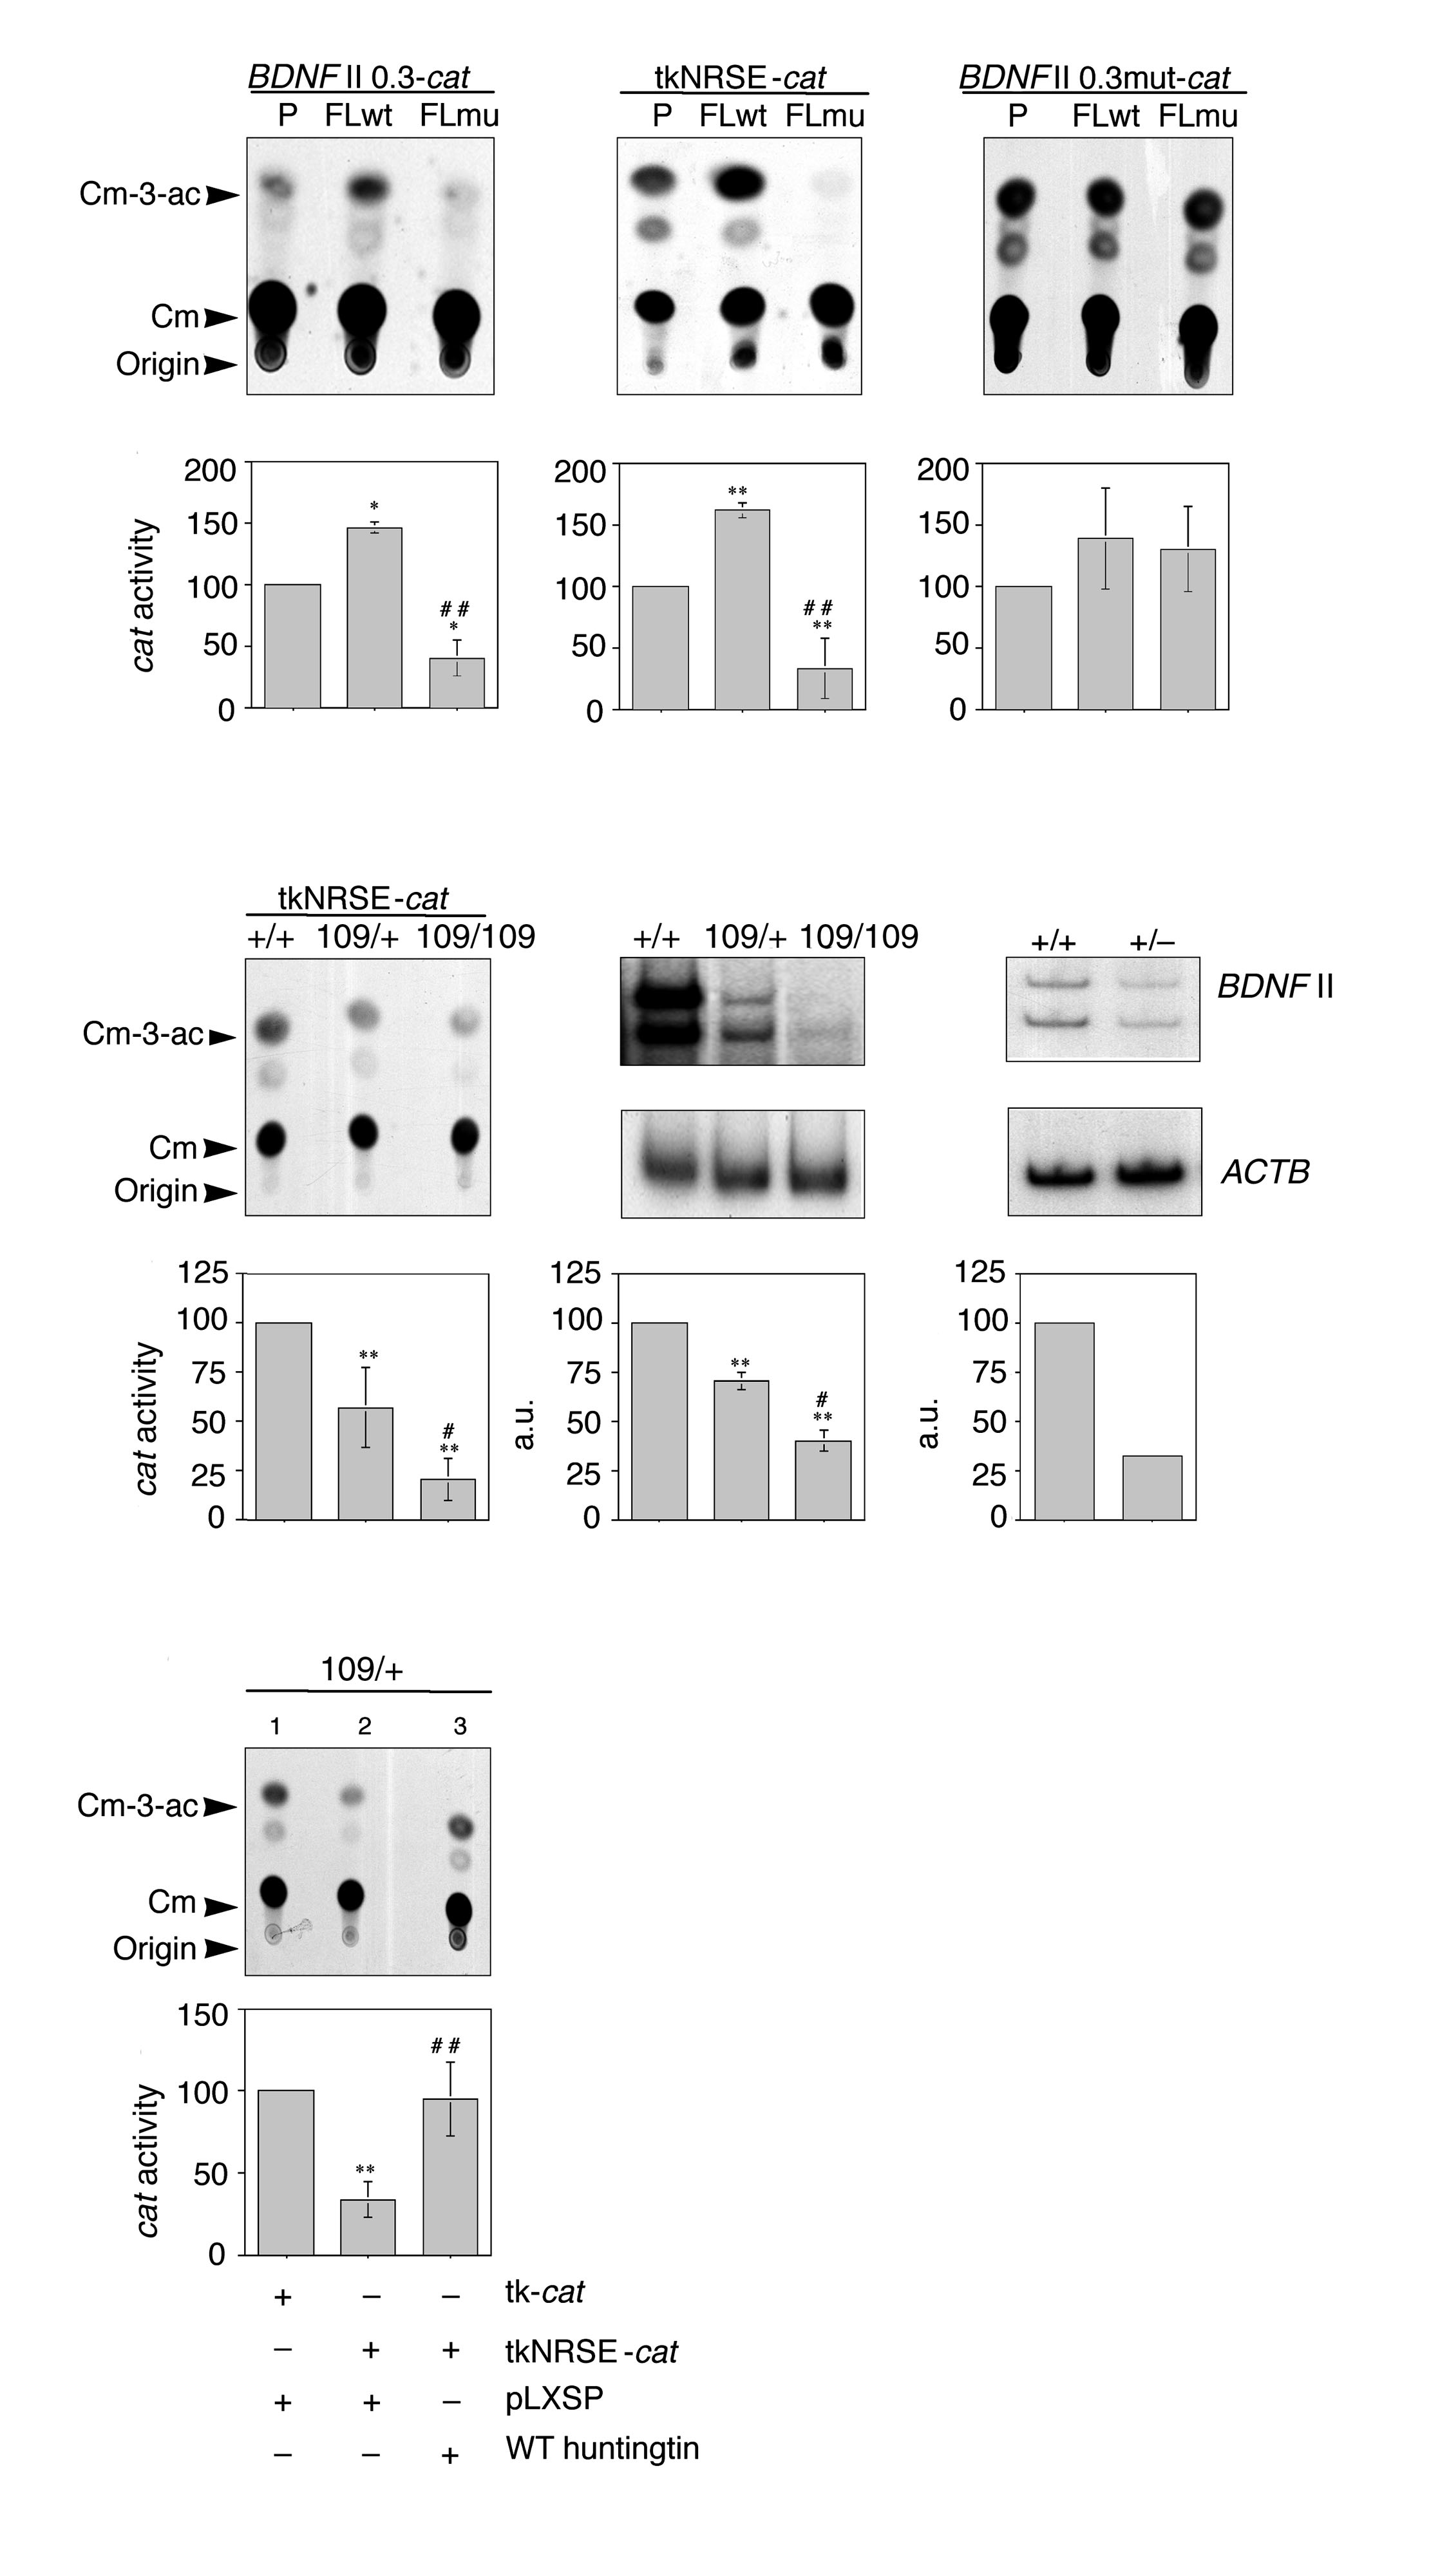 BDNF II 0.3-cat
tkNRSE-cat
BDNF II 0.3mut-cat
P FLwt FLmu
P FLwt FLmu
P FLwt FLmu
Cm-3-ac
Cm
Origin
200
150
100
50
0
cat activity
*
# #
*
200
150
100
50
0
**
# #
**
200
150
100
50
0
tkNRSE-cat
+/+ 109/+ 109/109
+/+ 109/+ 109/109
+/+ +/−
BDNF II
Cm-3-ac
Cm
Origin
ACTB
125
100
75
50
25
0
cat activity
**
#
**
125
100
75
50
25
0
a.u.
**
#
**
125
100
75
50
25
0
a.u.
109/+
1 2 3
Cm-3-ac
Cm
Origin
150
100
50
0
cat activity
**
# #
+ − − tk-cat
− + + tkNRSE-cat
+ + − pLXSP
− − + WT huntingtin